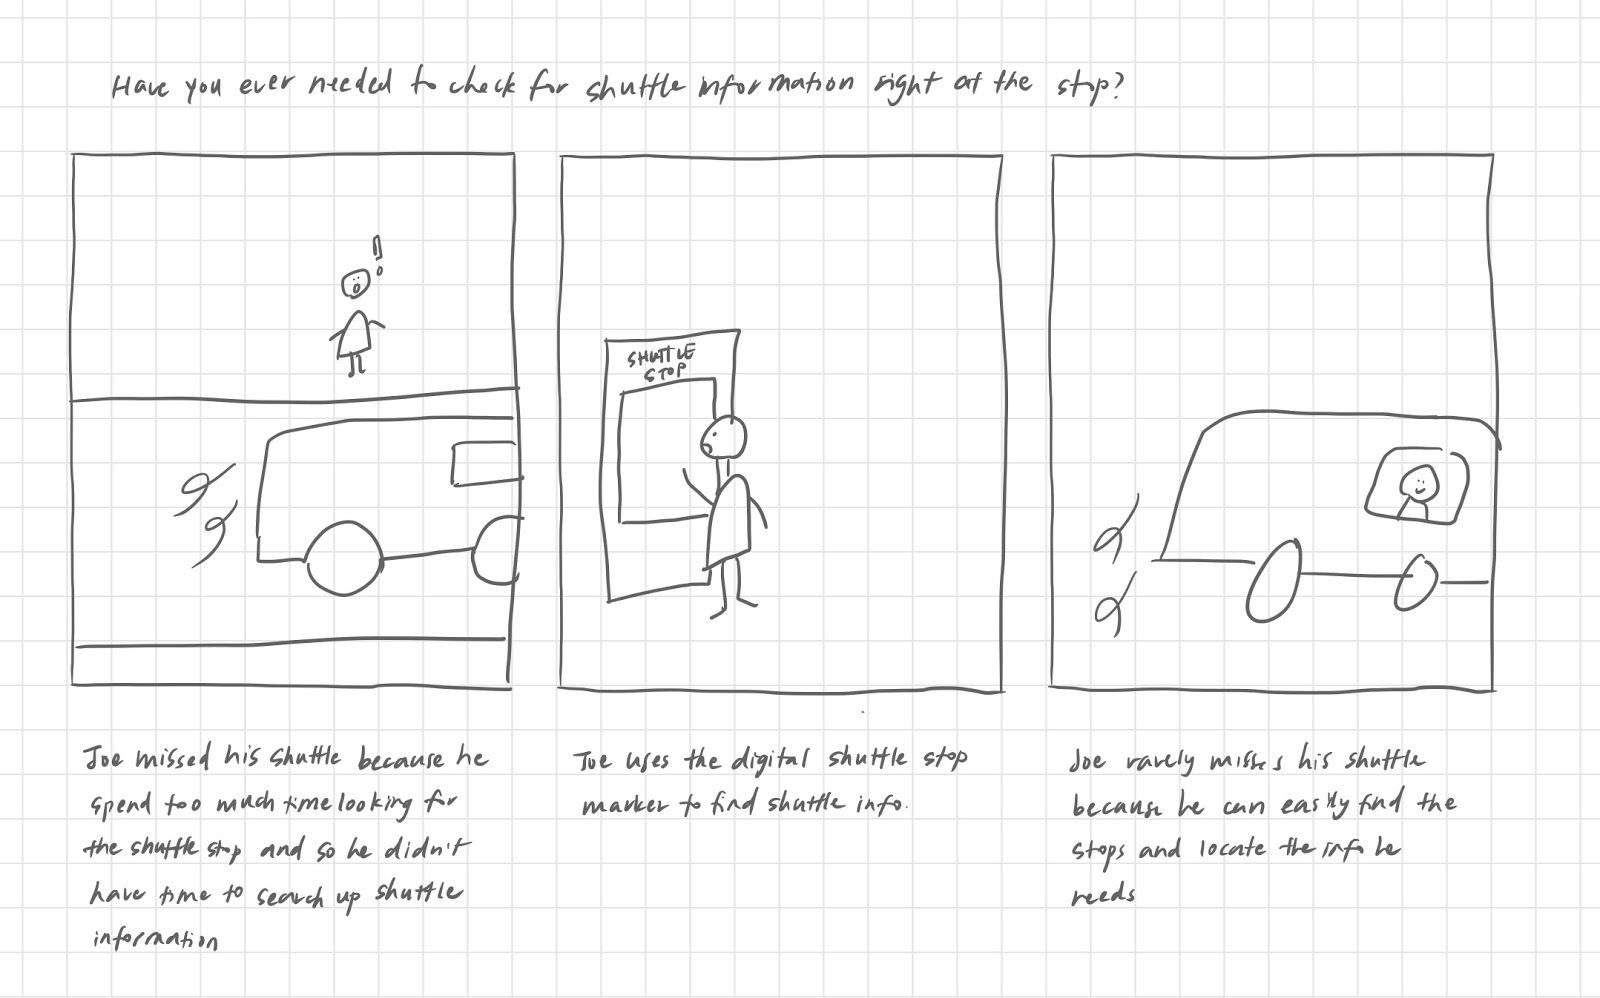 Have you ever needed to check for shuttle information right at the stop?
!
SHUTTLE
STOP
Joe missed his shuttle because he
spend too much time looking for
the shuttle stop and so he didn't
have time to search up shuttle
information
Joe uses the digital shuttle stop
marker to find shuttle info.
Joe rarely misses his shuttle
because he can easily find the
stops and locate the info he
needs